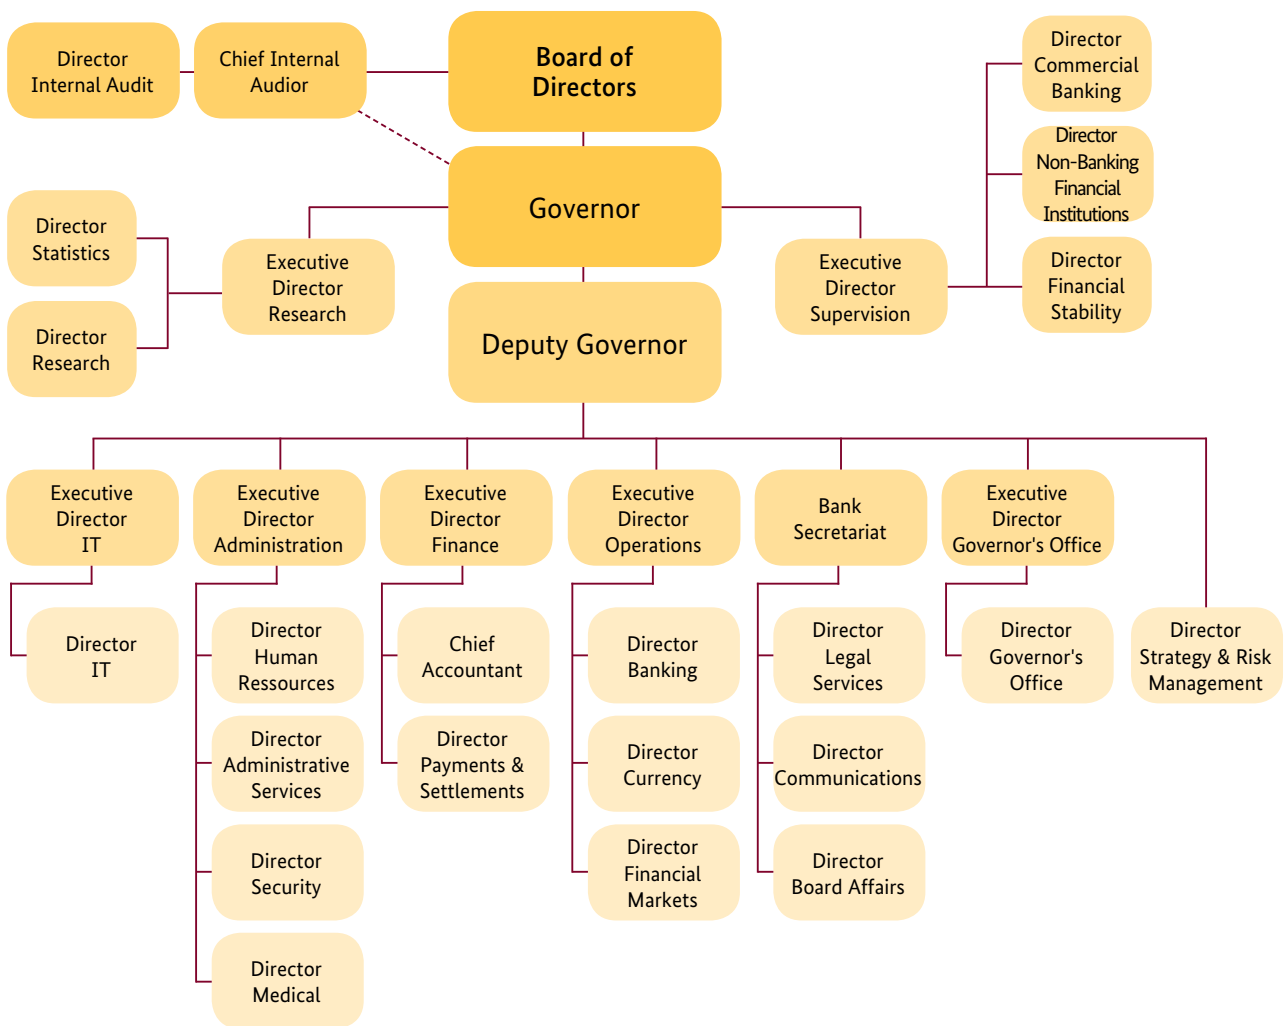 Director
Internal Audit
Chief Internal
Audior
Board of
Directors
Director
Commercial
Banking
Director
Non-Banking
Financial
Institutions
Governor
Director
Statistics
Executive
Director
Research
Executive
Director
Supervision
Director
Financial
Stability
Director
Research
Deputy Governor
Executive
Director
IT
Executive
Director
Administration
Executive
Director
Finance
Executive
Director
Operations
Bank
Secretariat
Executive
Director
Governor's Office
Director
IT
Director
Human
Ressources
Chief
Accountant
Director
Banking
Director
Legal
Services
Director
Governor's
Office
Director
Strategy & Risk
Management
Director
Administrative
Services
Director
Payments &
Settlements
Director
Currency
Director
Communications
Director
Security
Director
Financial
Markets
Director
Board Affairs
Director
Medical